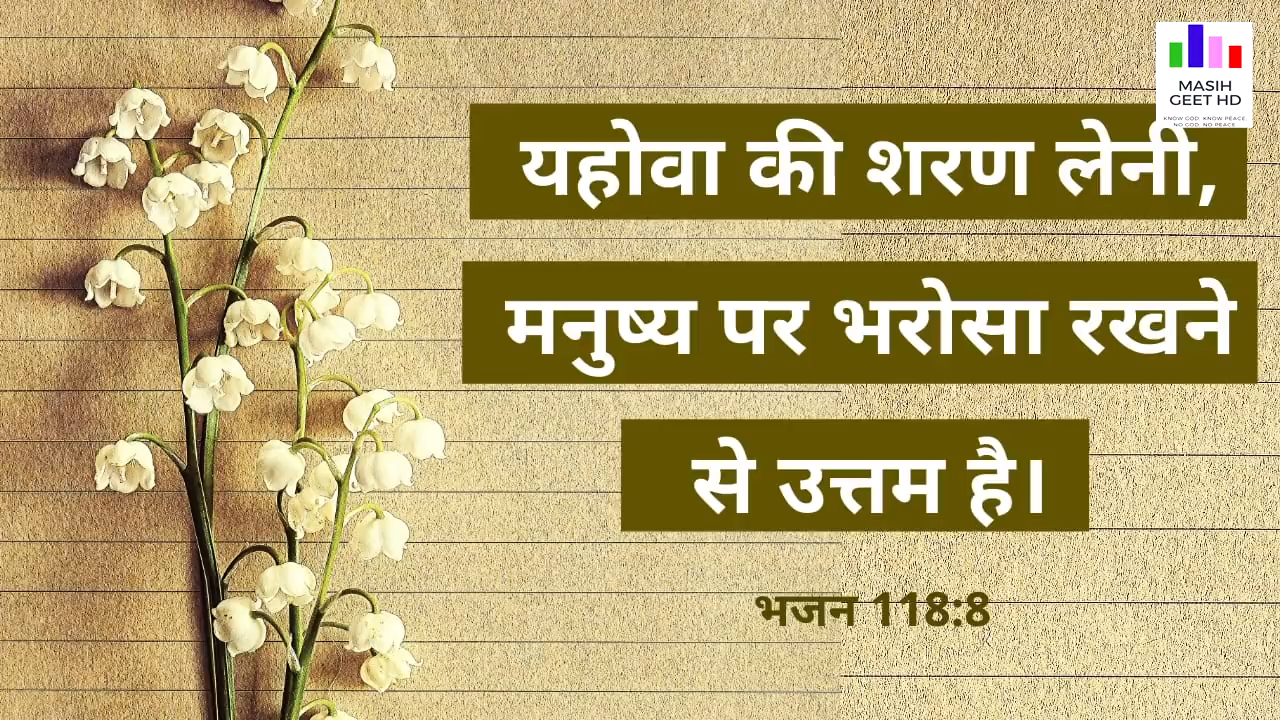 MASIH
GEET HD
KNOW GOD, KNOW PEACE,
NO GOD, NO PEACE
यहोवा की शरण लेनी,
मनुष्य पर भरोसा रखने
से उत्तम है।
भजन 118:8